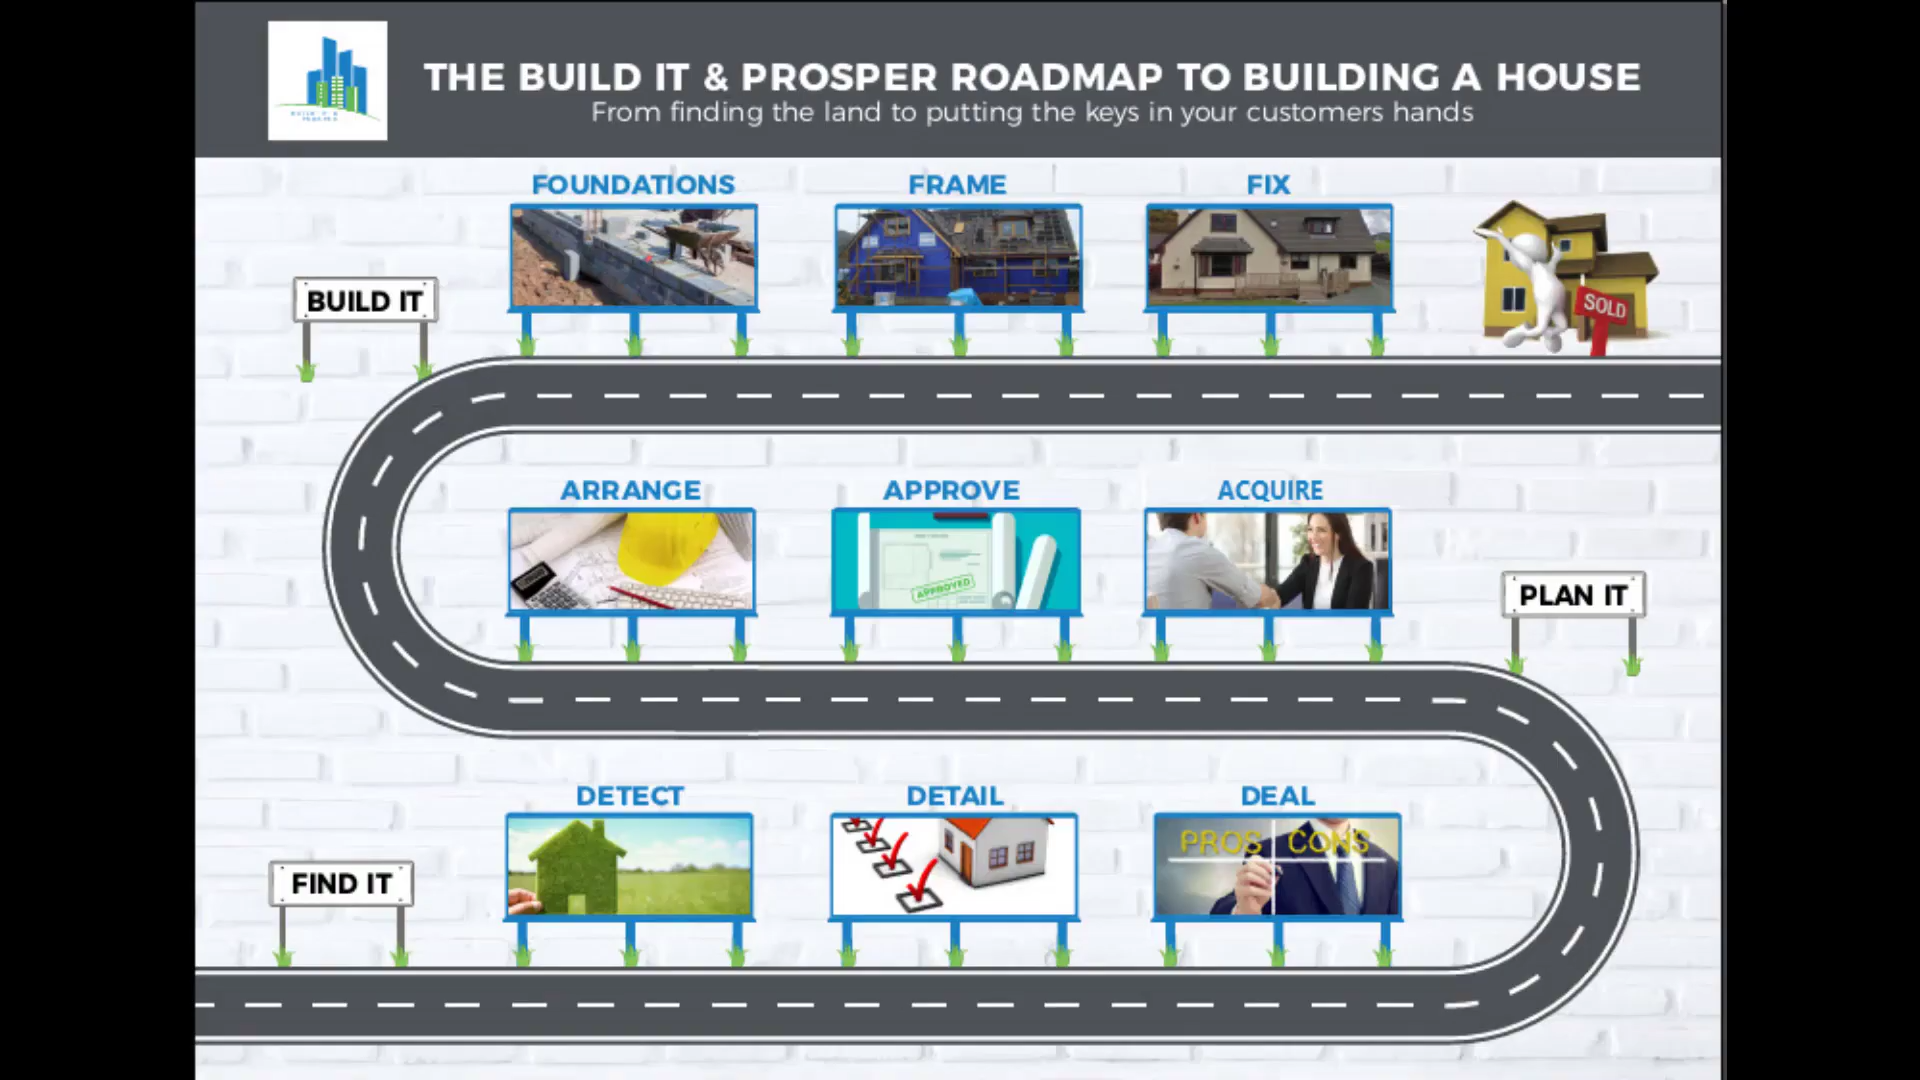 THE BUILD IT & PROSPER ROADMAP TO BUILDING A HOUSE
From finding the land to putting the keys in your customers hands
FOUNDATIONS
FRAME
FIX
BUILD IT
SOLD
ARRANGE
APPROVE
ACQUIRE
APPROVED
PLAN IT
DETECT
DETAIL
DEAL
PROS CONS
FIND IT